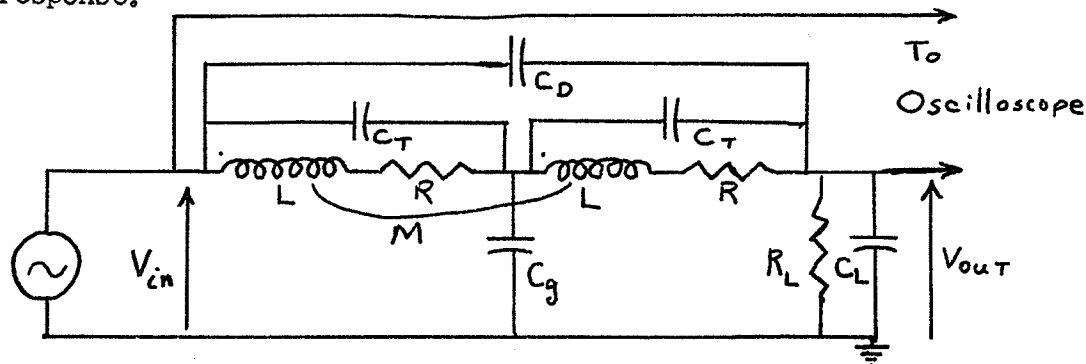 response.
To
Oscilloscope
C_D
C_T
C_T
L
R
L
R
M
V_in
C_g
R_L
C_L
V_OUT